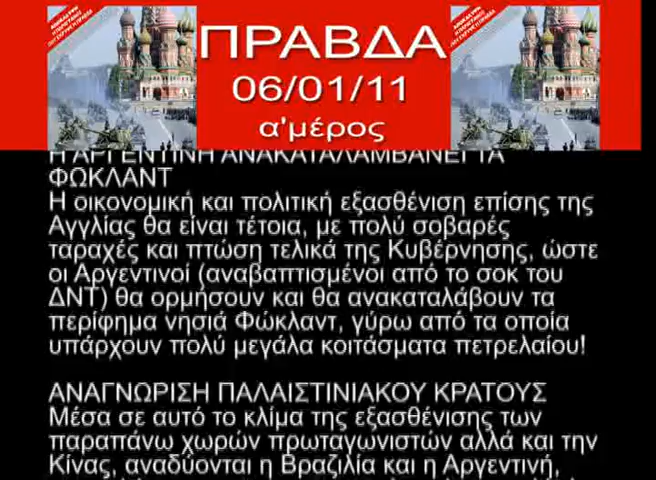 ΠΡΑΒΔΑ
06/01/11
α'μέρος
Η ΑΡΓΕΝΤΙΝΗ ΑΝΑΚΑΤΑΛΑΜΒΑΝΕΙ ΤΑ
ΦΩΚΛΑΝΤ
Η οικονομική και πολιτική εξασθένιση επίσης της
Αγγλίας θα είναι τέτοια, με πολύ σοβαρές
ταραχές και πτώση τελικά της Κυβέρνησης, ώστε
οι Αργεντινοί (αναβαπτισμένοι από το σοκ του
ΔΝΤ) θα ορμήσουν και θα ανακαταλάβουν τα
περίφημα νησιά Φώκλαντ, γύρω από τα οποία
υπάρχουν πολύ μεγάλα κοιτάσματα πετρελαίου!
ΑΝΑΓΝΩΡΙΣΗ ΠΑΛΑΙΣΤΙΝΙΑΚΟΥ ΚΡΑΤΟΥΣ
Μέσα σε αυτό το κλίμα της εξασθένισης των
παραπάνω χωρών πρωταγωνιστών αλλά και την
Κίνας, αναδύονται η Βραζιλία και η Αργεντινή,